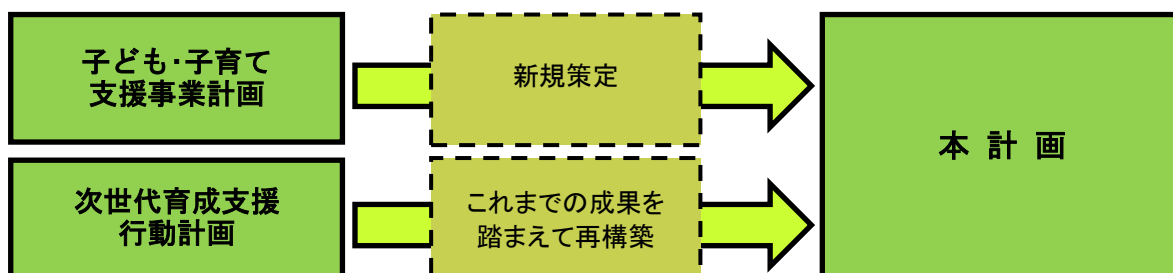 子ども・子育て
支援事業計画
新規策定
本 計 画
次世代育成支援
行動計画
これまでの成果を
踏まえて再構築